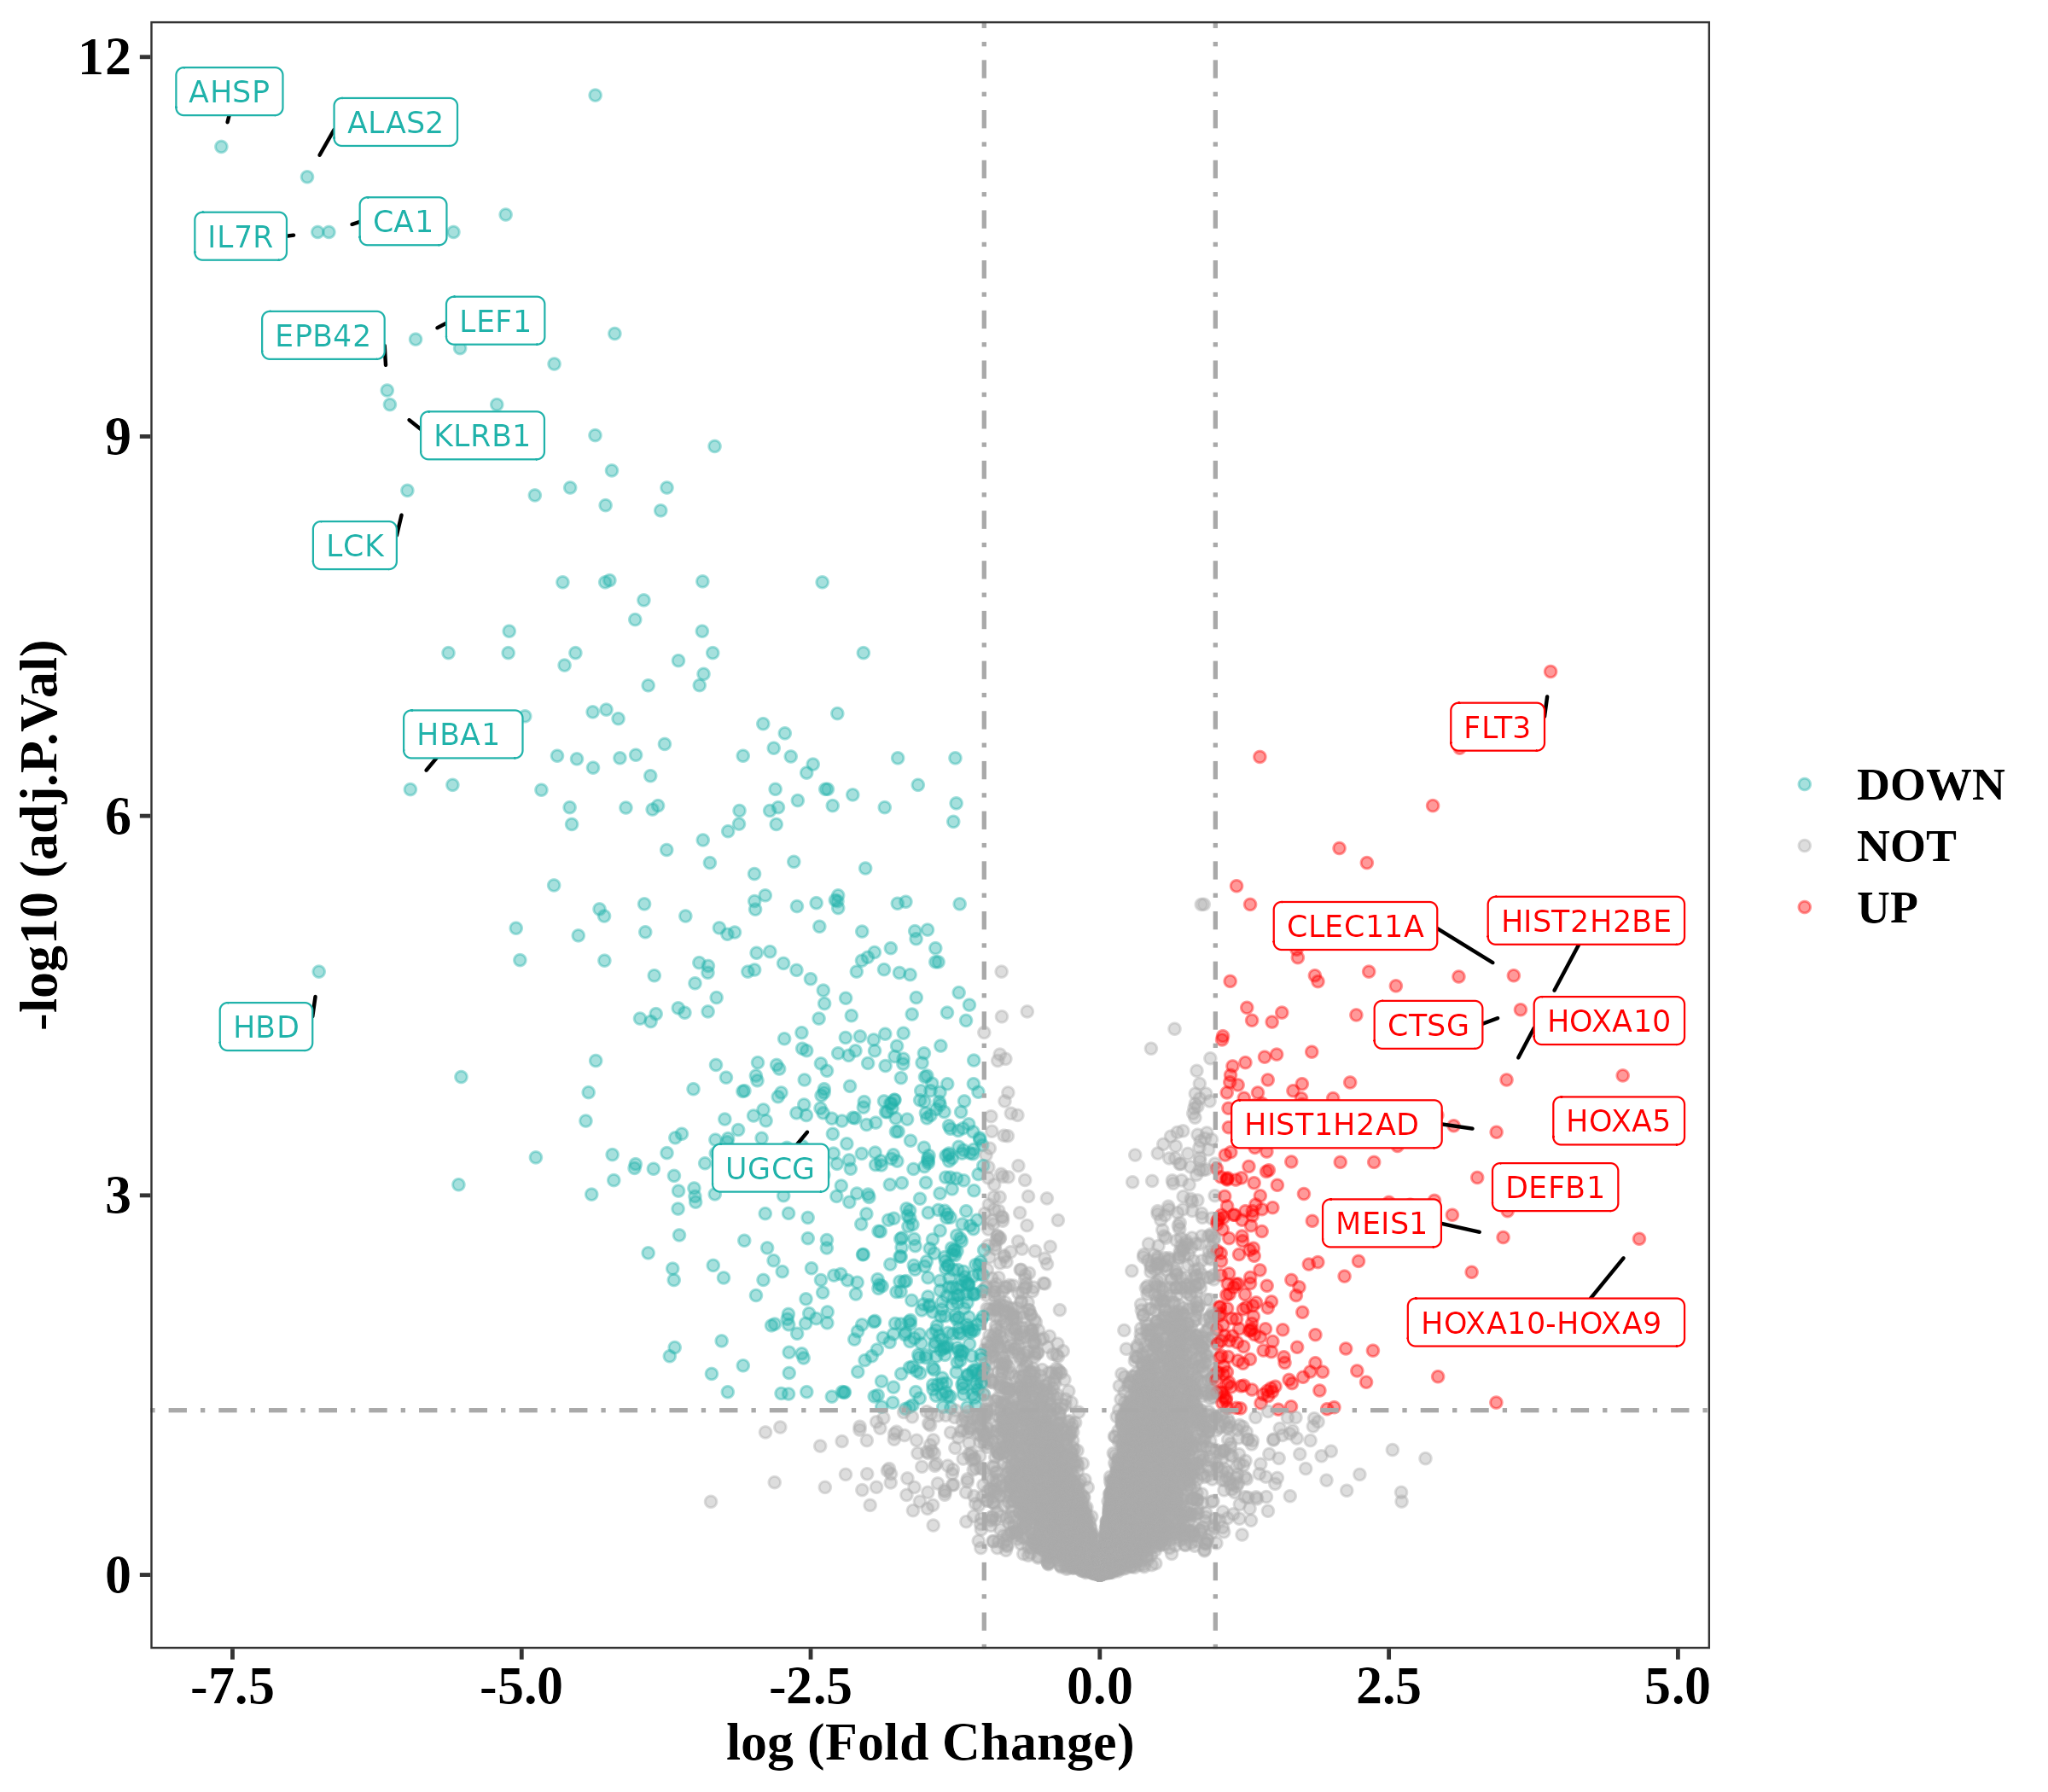 12
AHSP
ALAS2
CA1
IL7R
LEF1
EPB42
9
KLRB1
LCK
HBA1
FLT3
6
CLEC11A
HIST2H2BE
HBD
CTSG
HOXA10
HIST1H2AD
HOXA5
UGCG
DEFB1
3
MEIS1
HOXA10-HOXA9
0
-log10 (adj.P.Val)
-7.5 -5.0 -2.5 0.0 2.5 5.0
log (Fold Change)
DOWN
NOT
UP